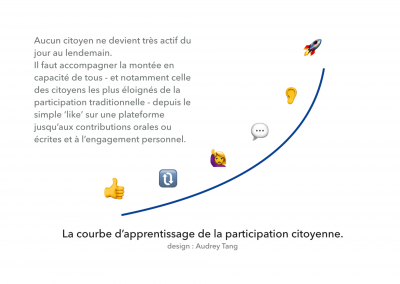 Aucun citoyen ne devient très actif du
jour au lendemain.
Il faut accompagner la montée en
capacité de tous - et notamment celle
des citoyens les plus éloignés de la
participation traditionnelle - depuis le
simple ‘like’ sur une plateforme
jusqu’aux contributions orales ou
écrites et à l’engagement personnel.
La courbe d’apprentissage de la participation citoyenne.
design : Audrey Tang